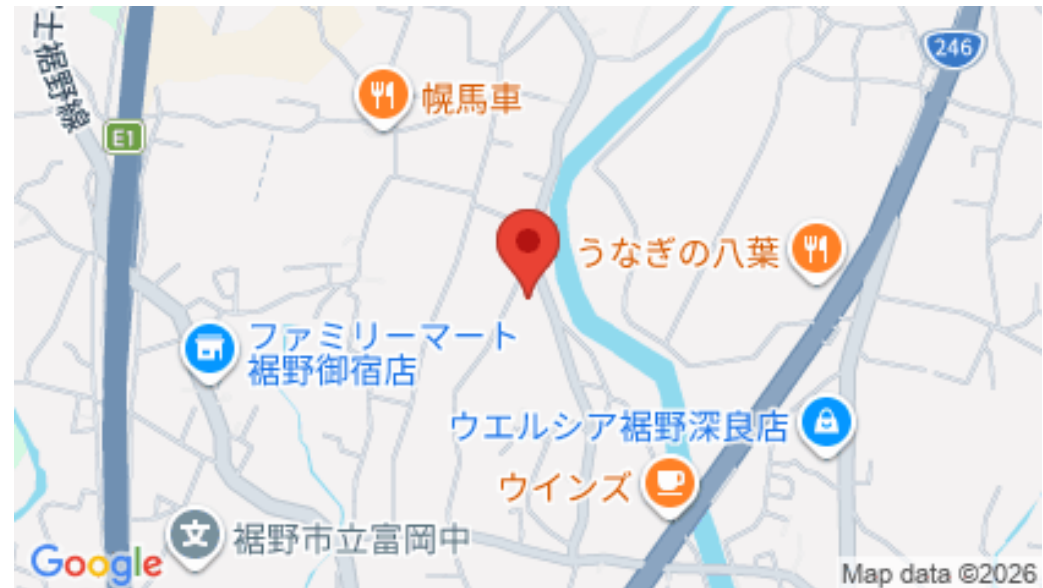 士裾野線
246
幌馬車
E1
うなぎの八葉
ファミリーマート
裾野御宿店
ウエルシア裾野深良店
ウインズ
文
裾野市立富岡中
Google
Map data ©2026